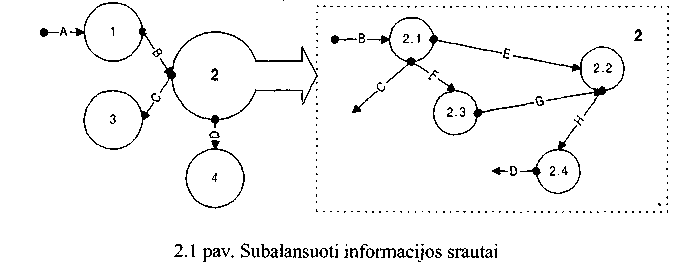 A
1
B
2
C
3
D
4
2
B
2.1
E
2.2
C
F
2.3
G
H
D
2.4
2.1 pav. Subalansuoti informacijos srautai